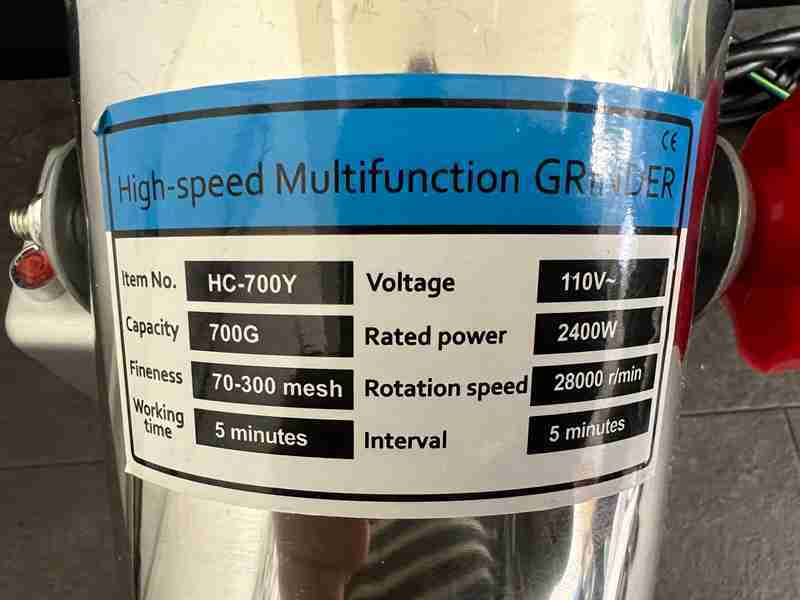 CE
High-speed Multifunction GRiNDER
Item No. HC-700Y Voltage 110V~
Capacity 700G Rated power 2400W
Fineness 70-300 mesh Rotation speed 28000 r/min
Working time 5 minutes Interval 5 minutes